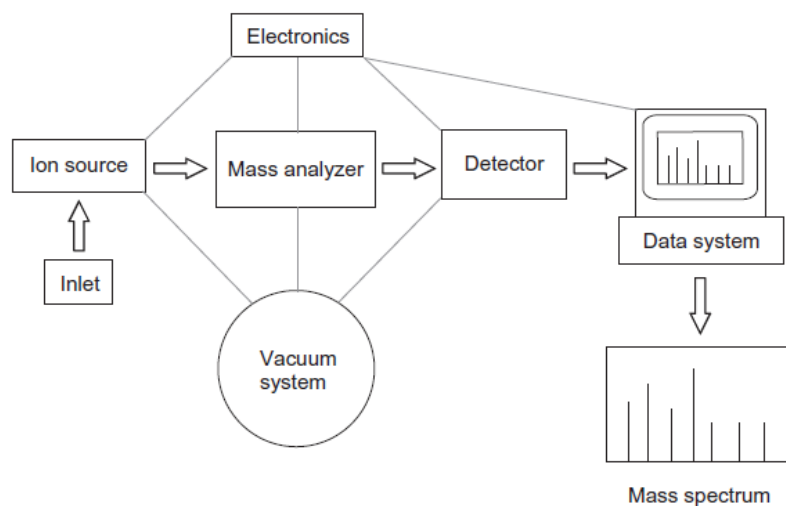 Electronics
Ion source
Mass analyzer
Detector
Data system
Inlet
Vacuum
system
Mass spectrum